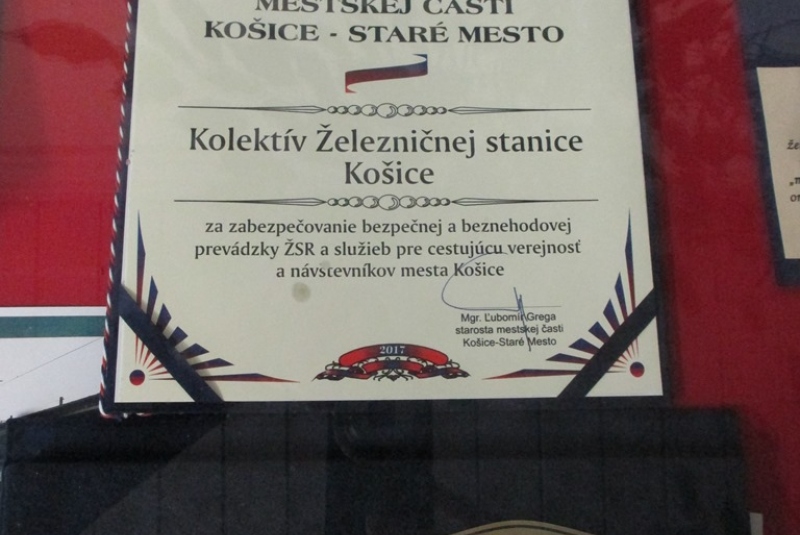 MESTSKEJ ČASTI
KOŠICE - STARÉ MESTO
Kolektív Železničnej stanice
Košice
za zabezpečovanie bezpečnej a beznehodovej
prevádzky ŽSR a služieb pre cestujúcu verejnosť
a návstevníkov mesta Košice
Mgr. Ľubomír Grega
starosta mestskej časti
Košice-Staré Mesto
2017